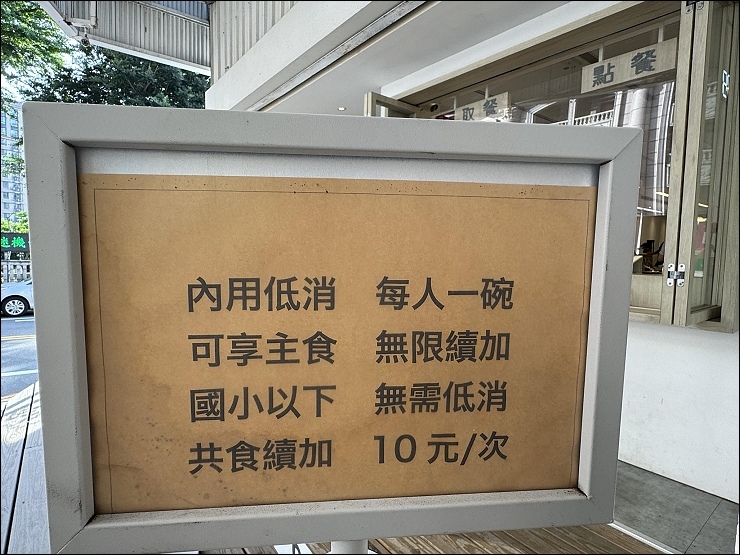 點餐
取餐
內用低消 每人一碗
可享主食 無限續加
國小以下 無需低消
共食續加 10元/次